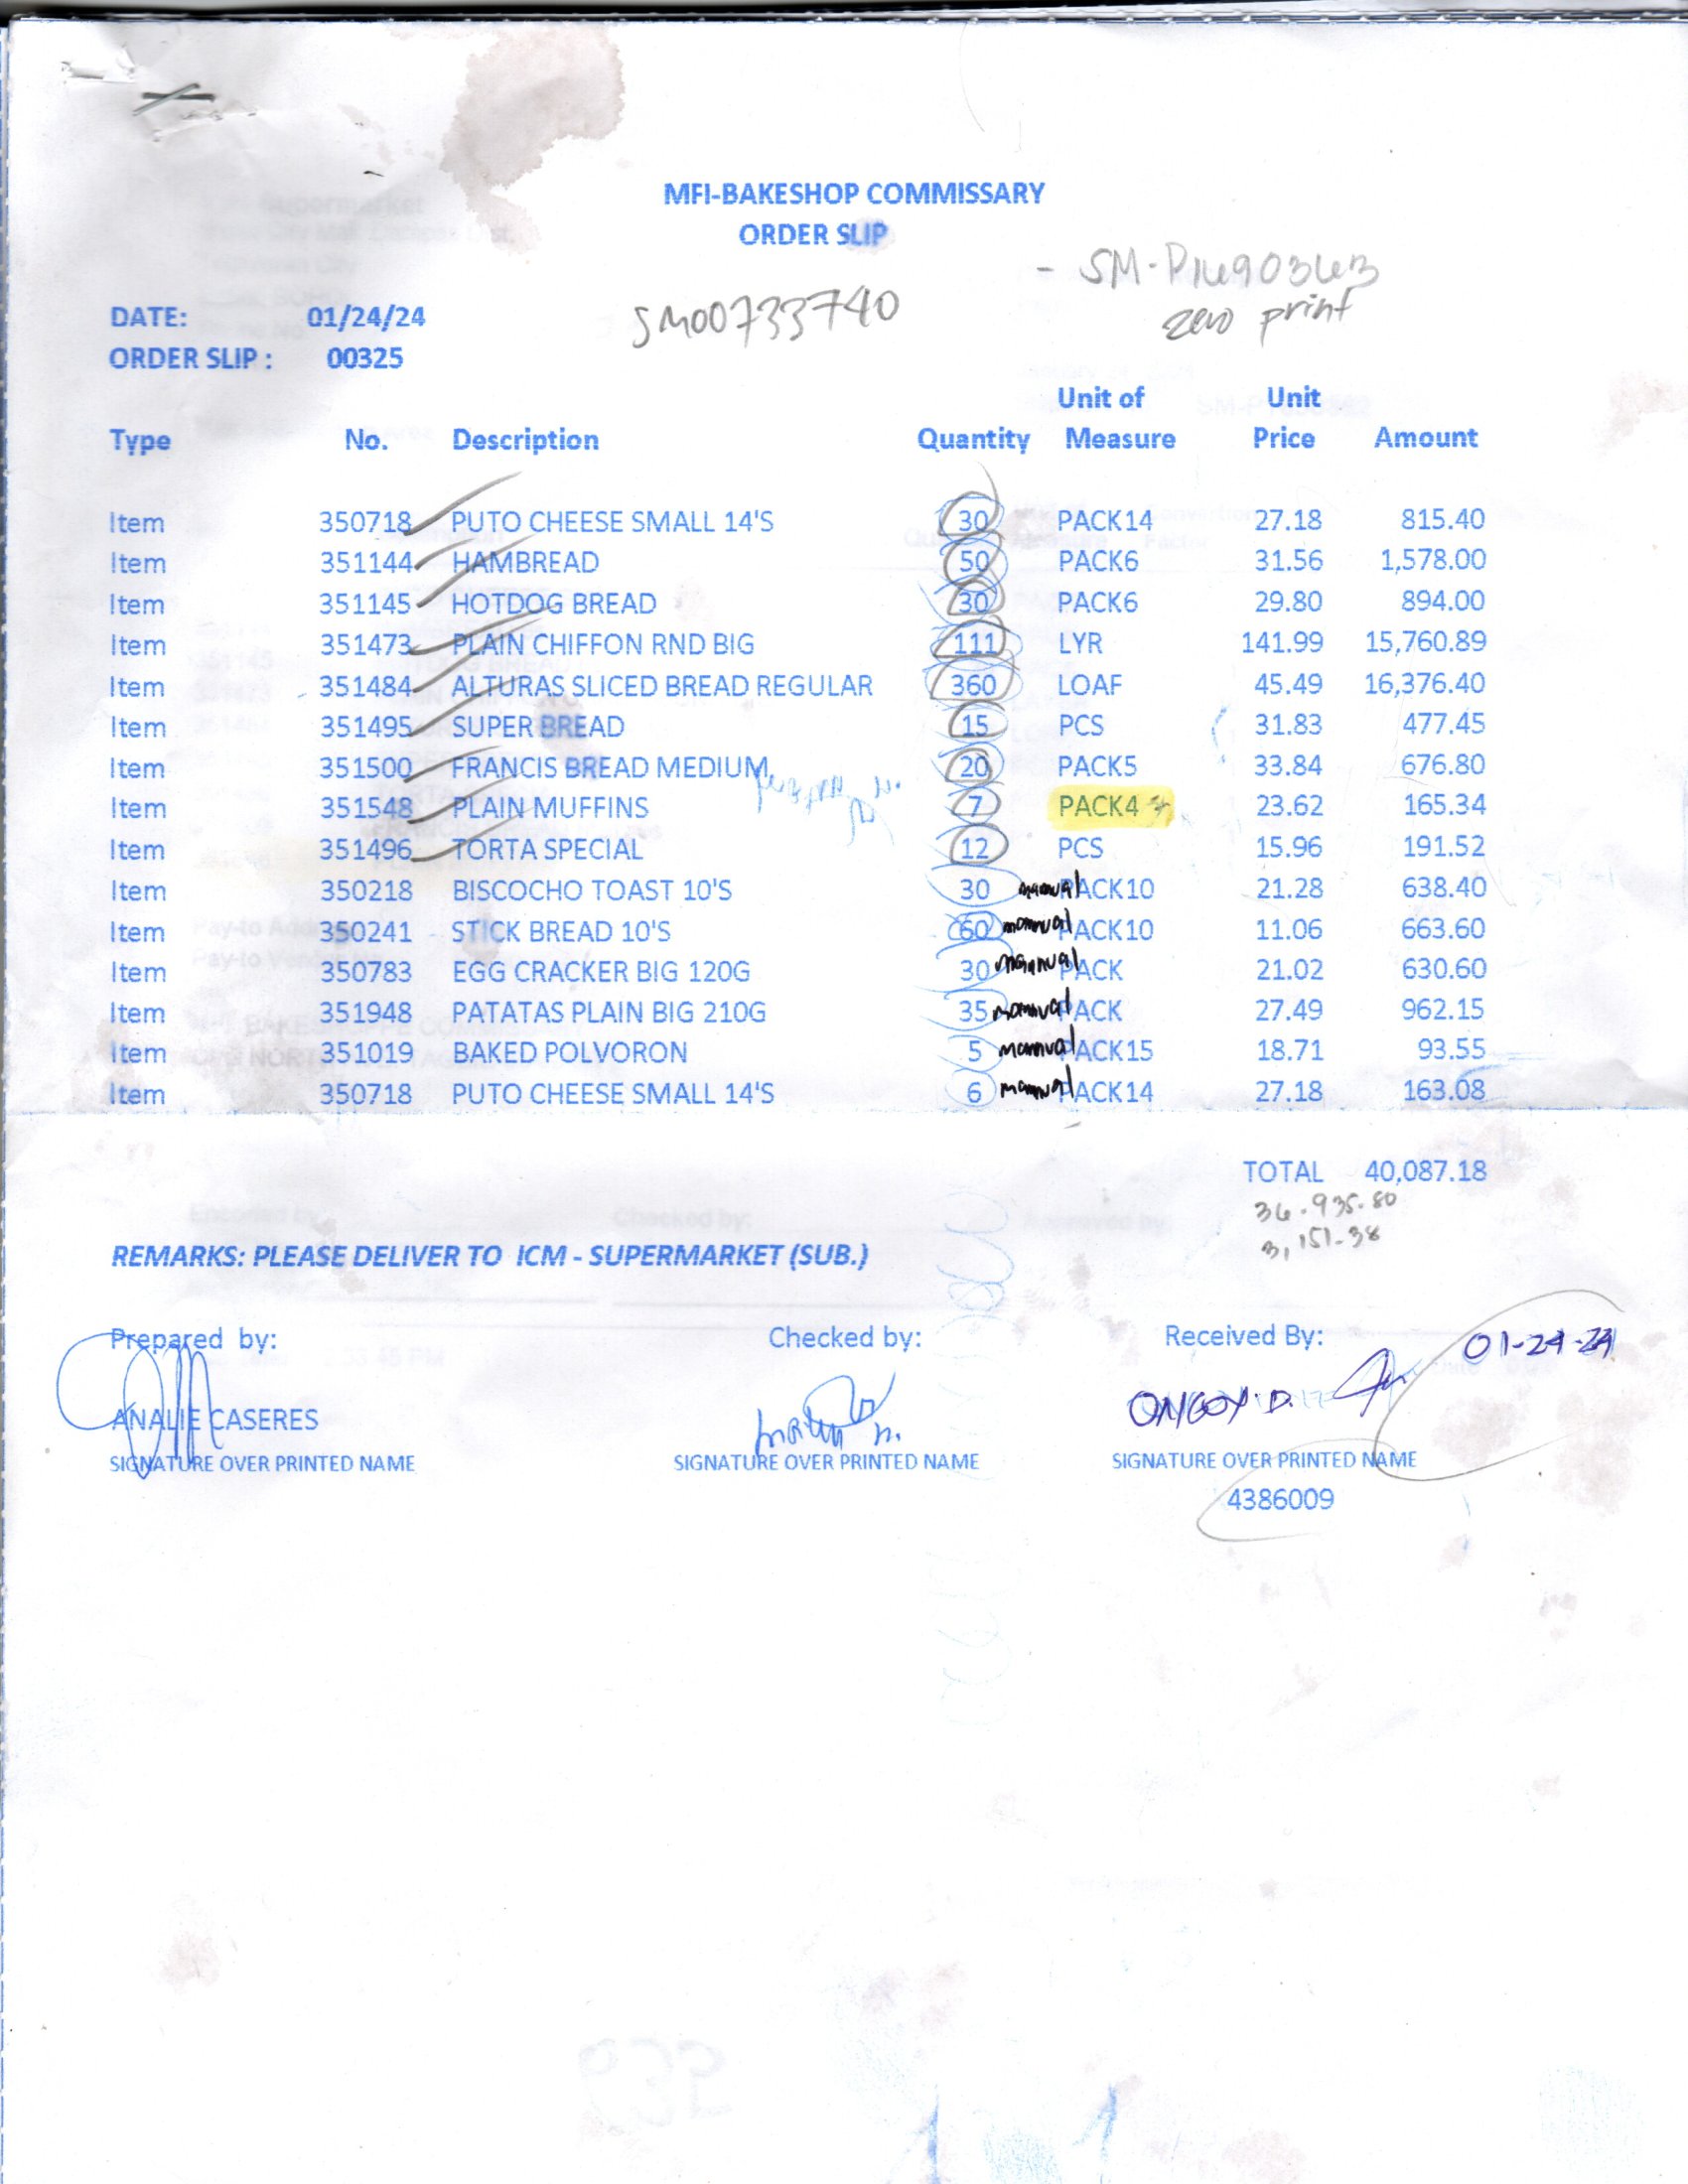 MFI-BAKESHOP COMMISSARY
ORDER SLIP
- SM-P1690363
zero print
SM00733740
DATE: 01/24/24
ORDER SLIP : 00325
Type No. Description Quantity Unit of Measure Unit Price Amount
Item 350718 PUTO CHEESE SMALL 14'S 30 PACK14 27.18 815.40
Item 351144 HAMBREAD 50 PACK6 31.56 1,578.00
Item 351145 HOTDOG BREAD 30 PACK6 29.80 894.00
Item 351473 PLAIN CHIFFON RND BIG 111 LYR 141.99 15,760.89
Item 351484 ALTURAS SLICED BREAD REGULAR 360 LOAF 45.49 16,376.40
Item 351495 SUPER BREAD 15 PCS 31.83 477.45
Item 351500 FRANCIS BREAD MEDIUM 20 PACK5 33.84 676.80
Item 351548 PLAIN MUFFINS 7 PACK4 23.62 165.34
Item 351496 TORTA SPECIAL 12 PCS 15.96 191.52
Item 350218 BISCOCHO TOAST 10'S 30 manual PACK10 21.28 638.40
Item 350241 STICK BREAD 10'S 60 manual PACK10 11.06 663.60
Item 350783 EGG CRACKER BIG 120G 30 manual PACK 21.02 630.60
Item 351948 PATATAS PLAIN BIG 210G 35 manual PACK 27.49 962.15
Item 351019 BAKED POLVORON 5 manual PACK15 18.71 93.55
Item 350718 PUTO CHEESE SMALL 14'S 6 manual PACK14 27.18 163.08
TOTAL 40,087.18
36.935.80
3,151-38
REMARKS: PLEASE DELIVER TO ICM - SUPERMARKET (SUB.)
Prepared by: Checked by: Received By: 01-24-24
ANALIE CASERES ONGOY D.
SIGNATURE OVER PRINTED NAME SIGNATURE OVER PRINTED NAME SIGNATURE OVER PRINTED NAME
4386009